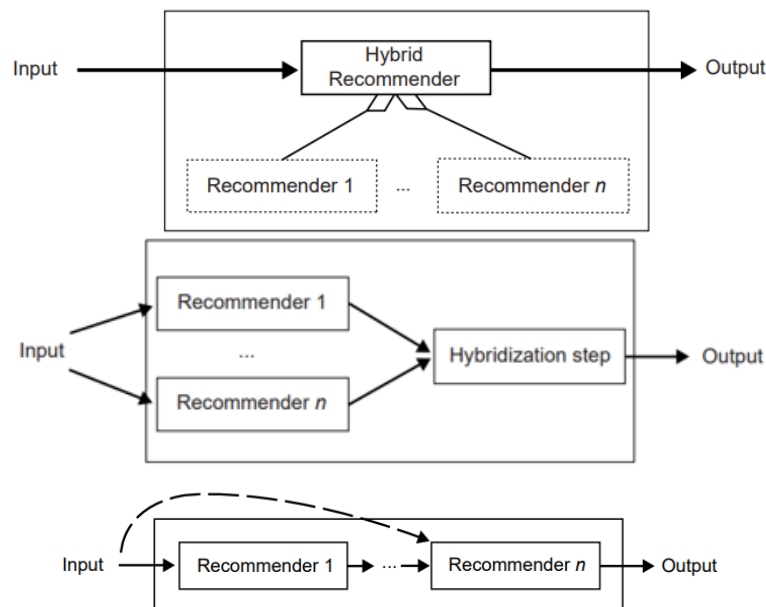 Input
Hybrid
Recommender
Output
Recommender 1
...
Recommender n
Input
Recommender 1
...
Recommender n
Hybridization step
Output
Input
Recommender 1
...
Recommender n
Output